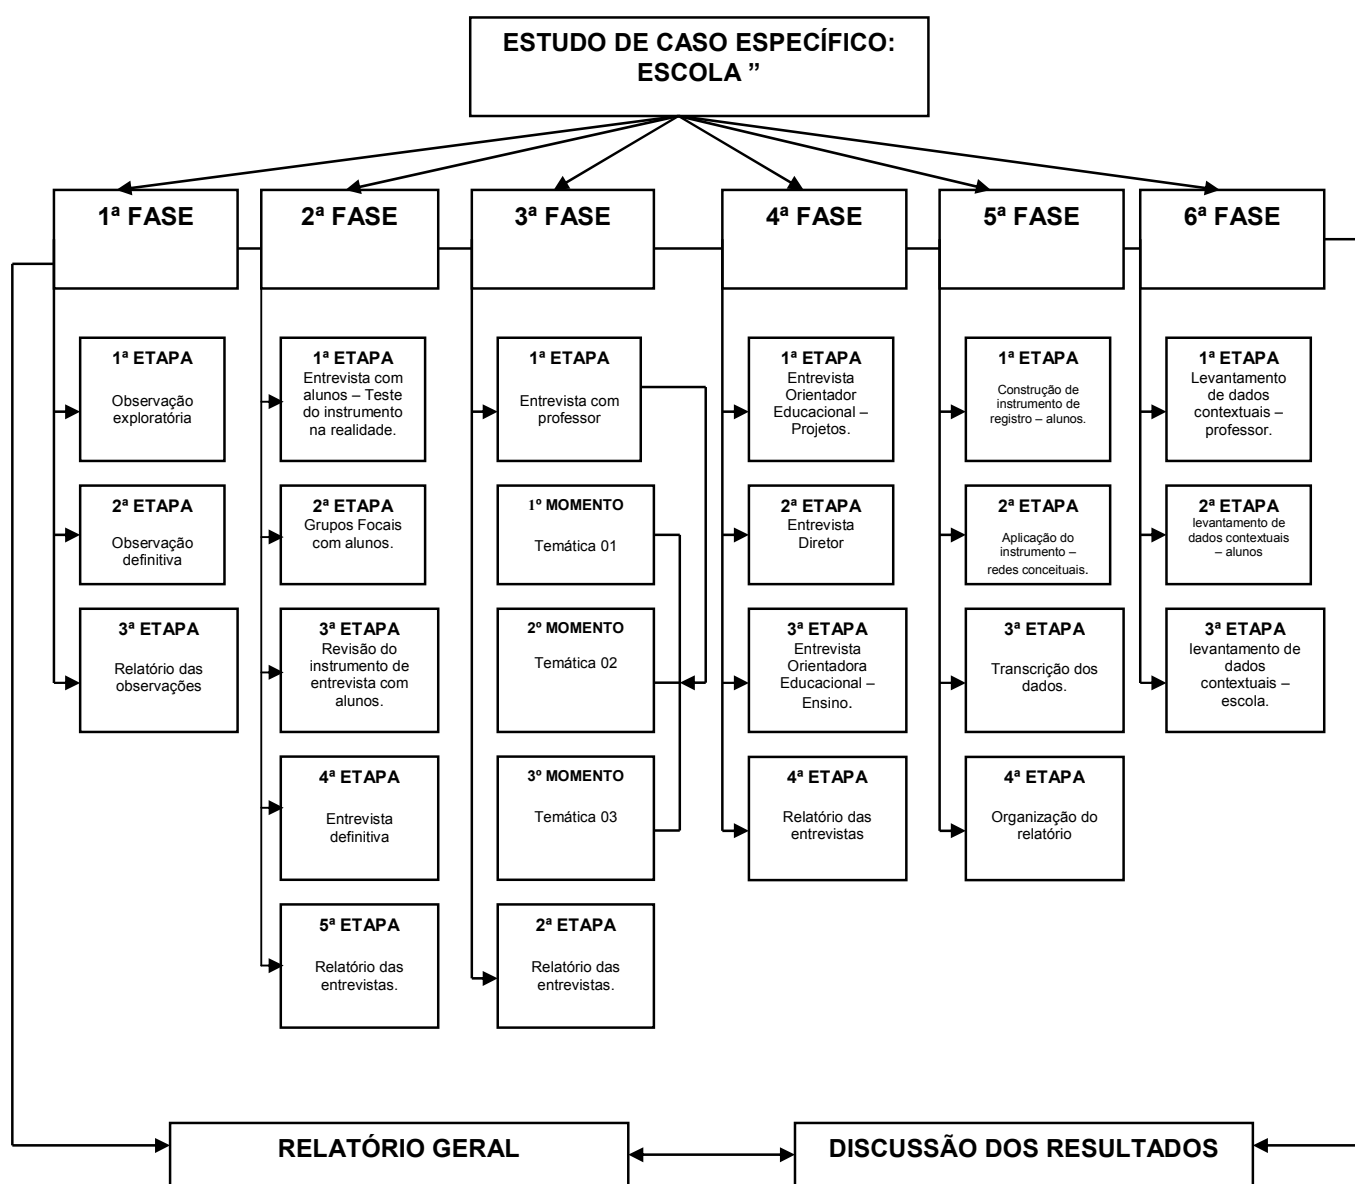 ESTUDO DE CASO ESPECÍFICO:
ESCOLA ”
1ª FASE
2ª FASE
3ª FASE
4ª FASE
5ª FASE
6ª FASE
1ª ETAPA
Observação
exploratória
2ª ETAPA
Observação
definitiva
3ª ETAPA
Relatório das
observações
1ª ETAPA
Entrevista com
alunos – Teste
do instrumento
na realidade.
2ª ETAPA
Grupos Focais
com alunos.
3ª ETAPA
Revisão do
instrumento de
entrevista com
alunos.
4ª ETAPA
Entrevista
definitiva
5ª ETAPA
Relatório das
entrevistas.
1ª ETAPA
Entrevista com
professor
1º MOMENTO
Temática 01
2º MOMENTO
Temática 02
3º MOMENTO
Temática 03
2ª ETAPA
Relatório das
entrevistas.
1ª ETAPA
Entrevista
Orientador
Educacional –
Projetos.
2ª ETAPA
Entrevista
Diretor
3ª ETAPA
Entrevista
Orientadora
Educacional –
Ensino.
4ª ETAPA
Relatório das
entrevistas
1ª ETAPA
Construção de
instrumento de
registro – alunos.
2ª ETAPA
Aplicação do
instrumento –
redes conceituais.
3ª ETAPA
Transcrição dos
dados.
4ª ETAPA
Organização do
relatório
1ª ETAPA
Levantamento
de dados
contextuais –
professor.
2ª ETAPA
levantamento de
dados contextuais
– alunos
3ª ETAPA
levantamento de
dados
contextuais –
escola.
RELATÓRIO GERAL
DISCUSSÃO DOS RESULTADOS